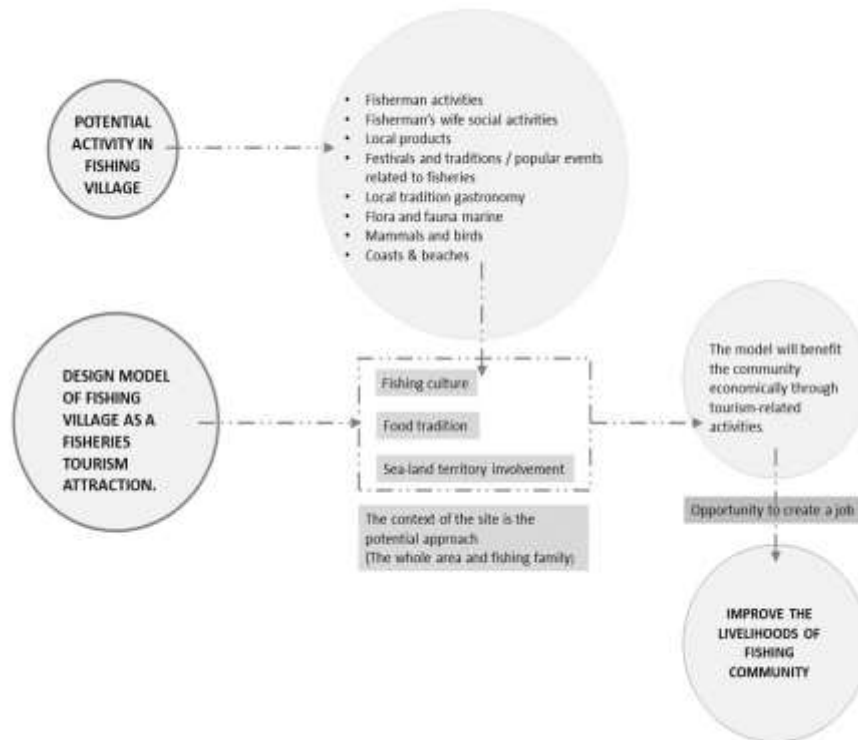 POTENTIAL
ACTIVITY IN
FISHING
VILLAGE
• Fisherman activities
• Fisherman's wife social activities
• Local products
• Festivals and traditions / popular events
related to fisheries
• Local tradition gastronomy
• Flora and fauna marine
• Mammals and birds
• Coasts & beaches
DESIGN MODEL
OF FISHING
VILLAGE AS A
FISHERIES
TOURISM
ATTRACTION.
Fishing culture
Food tradition
Sea-land territory involvement
The context of the site is the
potential approach
(The whole area and fishing family)
The model will benefit
the community
economically through
tourism-related
activities
Opportunity to create a job
IMPROVE THE
LIVELIHOODS OF
FISHING
COMMUNITY